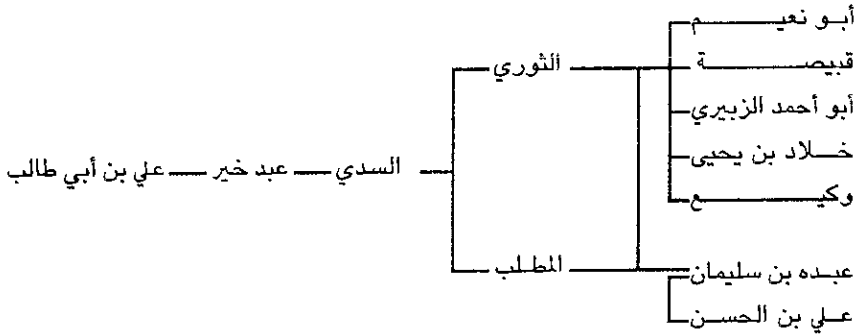 أبو نعيم
قبيصة
الثوري
أبو أحمد الزبيري
خلاد بن يحيى
السدي عبد خير علي بن أبي طالب
وكيع
المطلب
عبده بن سليمان
علي بن الحسن